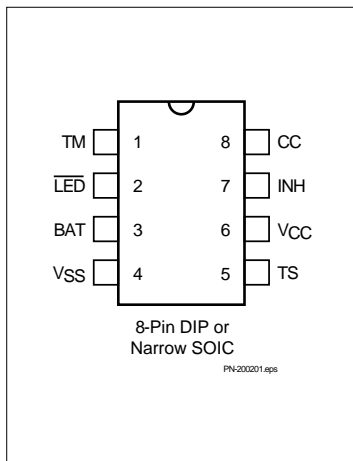 TM 1 8 CC
LED 2 7 INH
BAT 3 6 VCC
VSS 4 5 TS
8-Pin DIP or
Narrow SOIC
PN-200201.eps